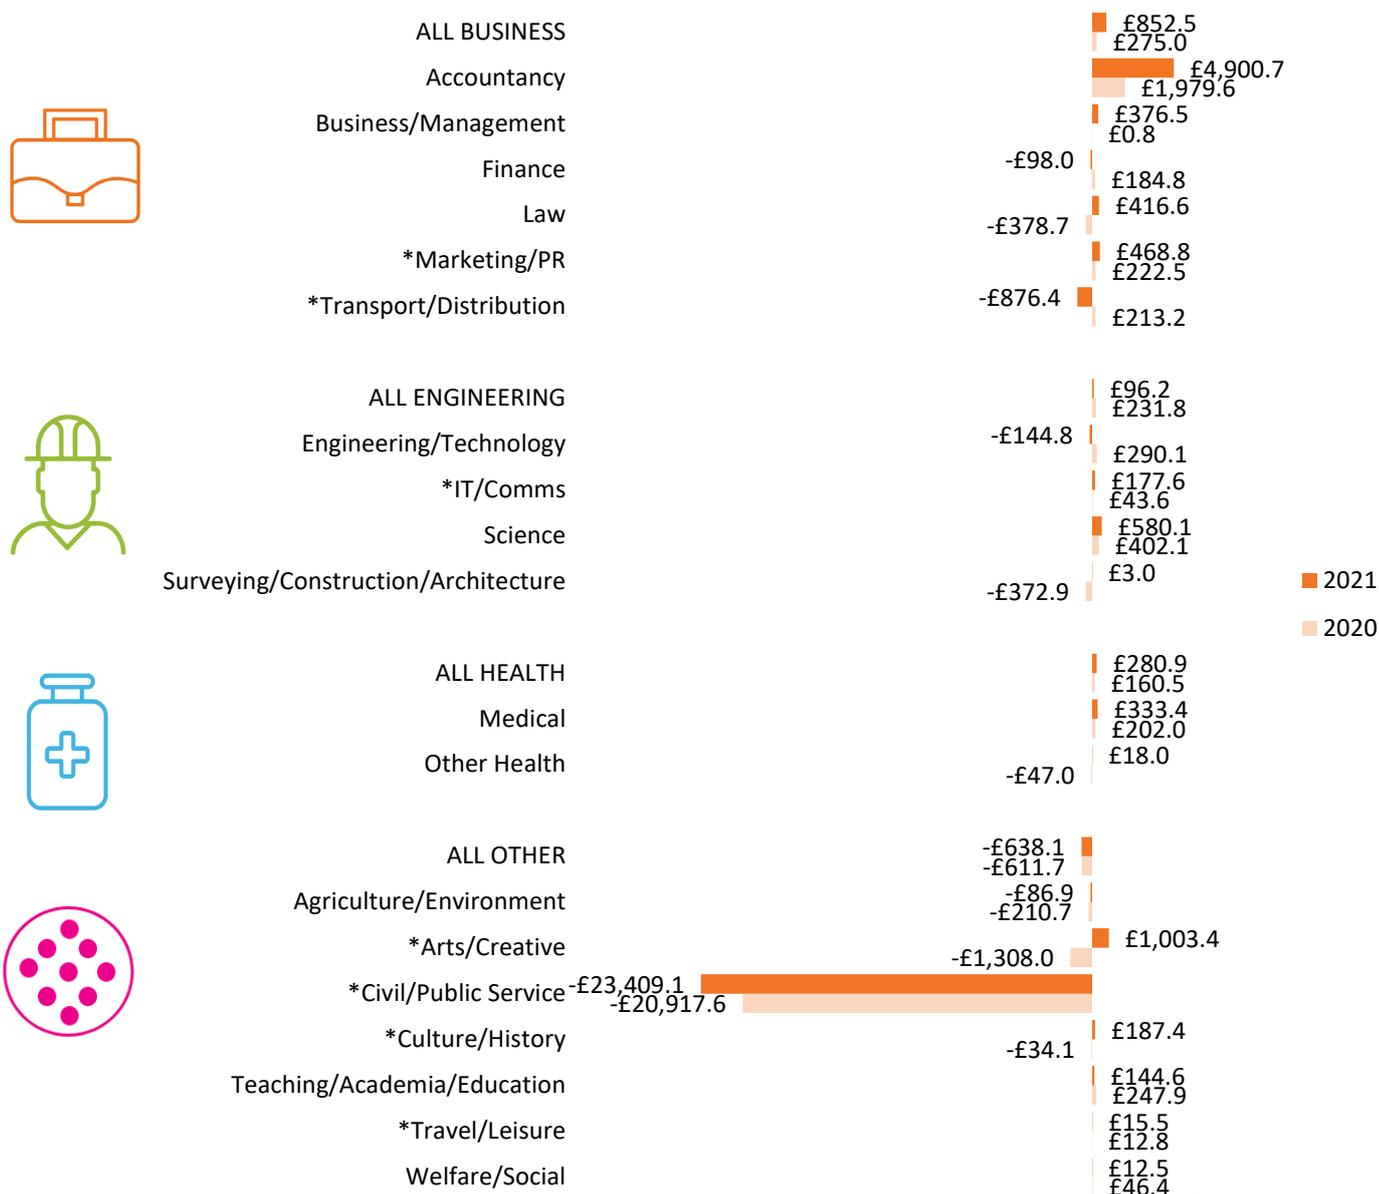 ALL BUSINESS
£852.5
£275.0
Accountancy
£4,900.7
£1,979.6
Business/Management
£376.5
£0.8
Finance
-£98.0
£184.8
Law
£416.6
-£378.7
*Marketing/PR
£468.8
£222.5
*Transport/Distribution
-£876.4
£213.2
ALL ENGINEERING
£96.2
£231.8
Engineering/Technology
-£144.8
£290.1
*IT/Comms
£177.6
£43.6
Science
£580.1
£402.1
Surveying/Construction/Architecture
£3.0
-£372.9
2021
2020
ALL HEALTH
£280.9
£160.5
Medical
£333.4
£202.0
Other Health
£18.0
-£47.0
ALL OTHER
-£638.1
-£611.7
Agriculture/Environment
-£86.9
-£210.7
*Arts/Creative
£1,003.4
-£1,308.0
*Civil/Public Service
-£23,409.1
-£20,917.6
*Culture/History
£187.4
-£34.1
Teaching/Academia/Education
£144.6
£247.9
*Travel/Leisure
£15.5
£12.8
Welfare/Social
£12.5
£46.4